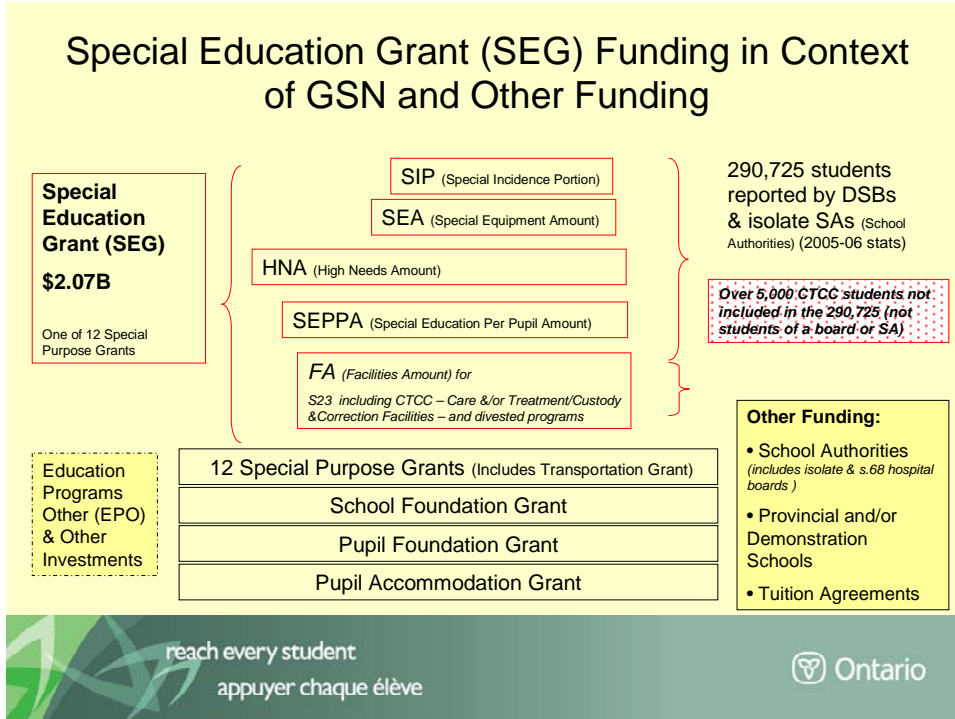 Special Education Grant (SEG) Funding in Context
of GSN and Other Funding
Special
Education
Grant (SEG)
$2.07B
One of 12 Special
Purpose Grants
SIP (Special Incidence Portion)
SEA (Special Equipment Amount)
HNA (High Needs Amount)
SEPPA (Special Education Per Pupil Amount)
FA (Facilities Amount) for
S23 including CTCC – Care &/or Treatment/Custody
&Correction Facilities – and divested programs
290,725 students
reported by DSBs
& isolate SAs (School
Authorities) (2005-06 stats)
Over 5,000 CTCC students not
included in the 290,725 (not
students of a board or SA)
Education
Programs
Other (EPO)
& Other
Investments
12 Special Purpose Grants (Includes Transportation Grant)
School Foundation Grant
Pupil Foundation Grant
Pupil Accommodation Grant
Other Funding:
• School Authorities
(includes isolate & s.68 hospital
boards )
• Provincial and/or
Demonstration
Schools
• Tuition Agreements
reach every student
appuyer chaque élève
Ontario